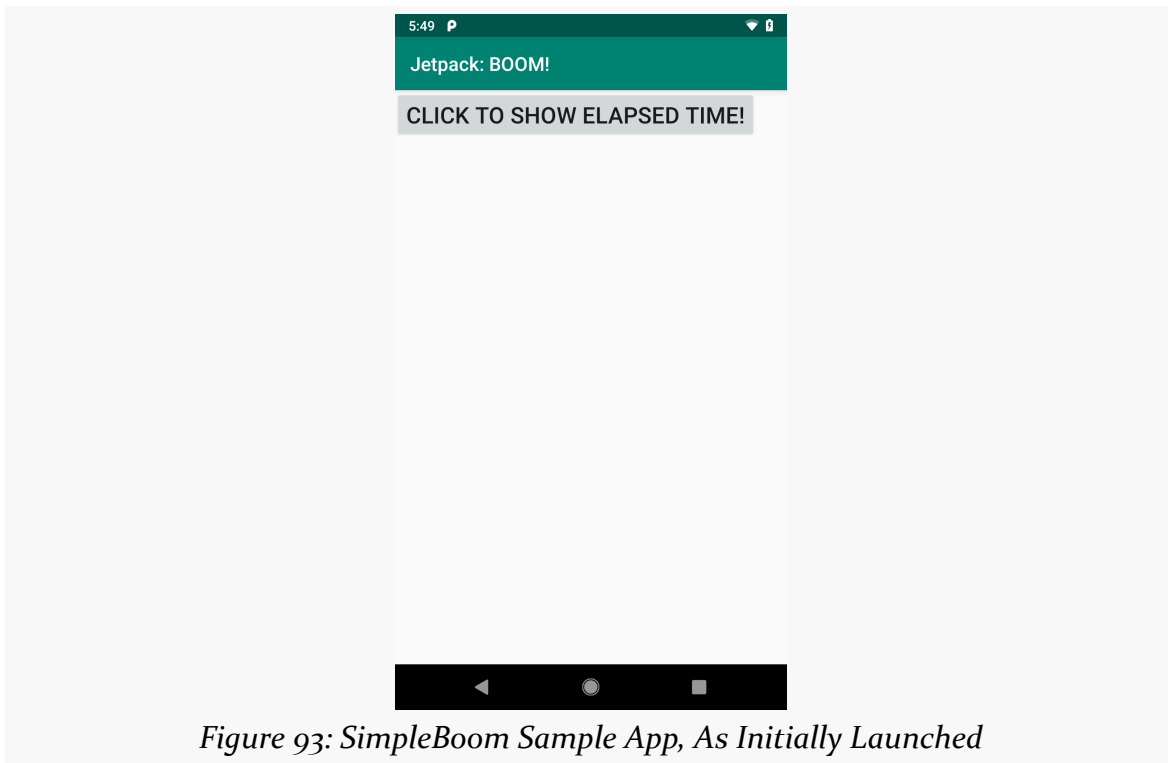 5:49
Jetpack: BOOM!
CLICK TO SHOW ELAPSED TIME!
Figure 93: SimpleBoom Sample App, As Initially Launched